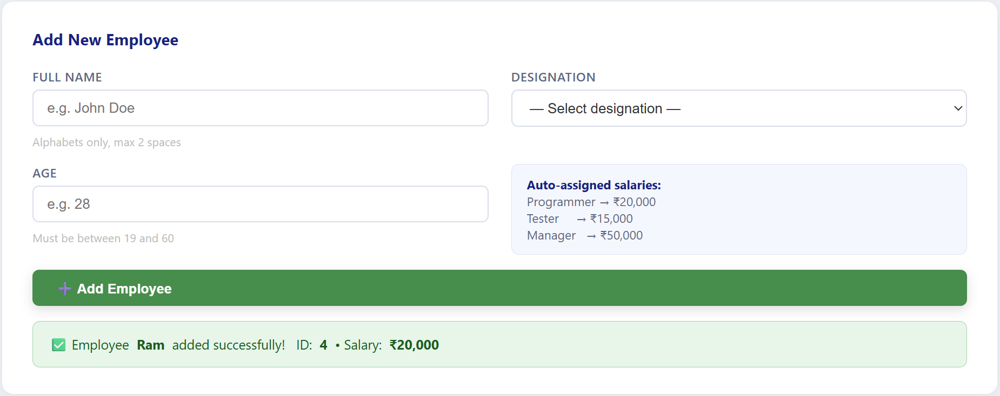 Add New Employee
FULL NAME
e.g. John Doe
Alphabets only, max 2 spaces
DESIGNATION
— Select designation —
AGE
e.g. 28
Must be between 19 and 60
Auto-assigned salaries:
Programmer → ₹20,000
Tester → ₹15,000
Manager → ₹50,000
➕ Add Employee
✅ Employee Ram added successfully! ID: 4 • Salary: ₹20,000